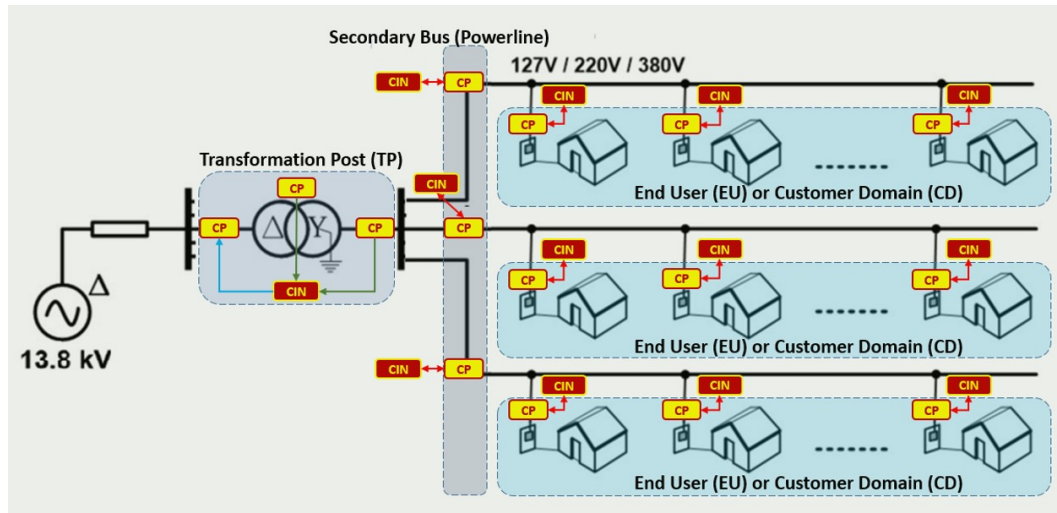 Secondary Bus (Powerline)
127V / 220V / 380V
CIN
CP
CIN
CIN
CIN
CP
CP
CP
Transformation Post (TP)
CIN
End User (EU) or Customer Domain (CD)
CP
CP
CP
CP
Δ
Y
CIN
CIN
CIN
CP
CP
CP
CIN
Δ
13.8 kV
End User (EU) or Customer Domain (CD)
CIN
CP
CIN
CIN
CIN
CP
CP
CP
End User (EU) or Customer Domain (CD)